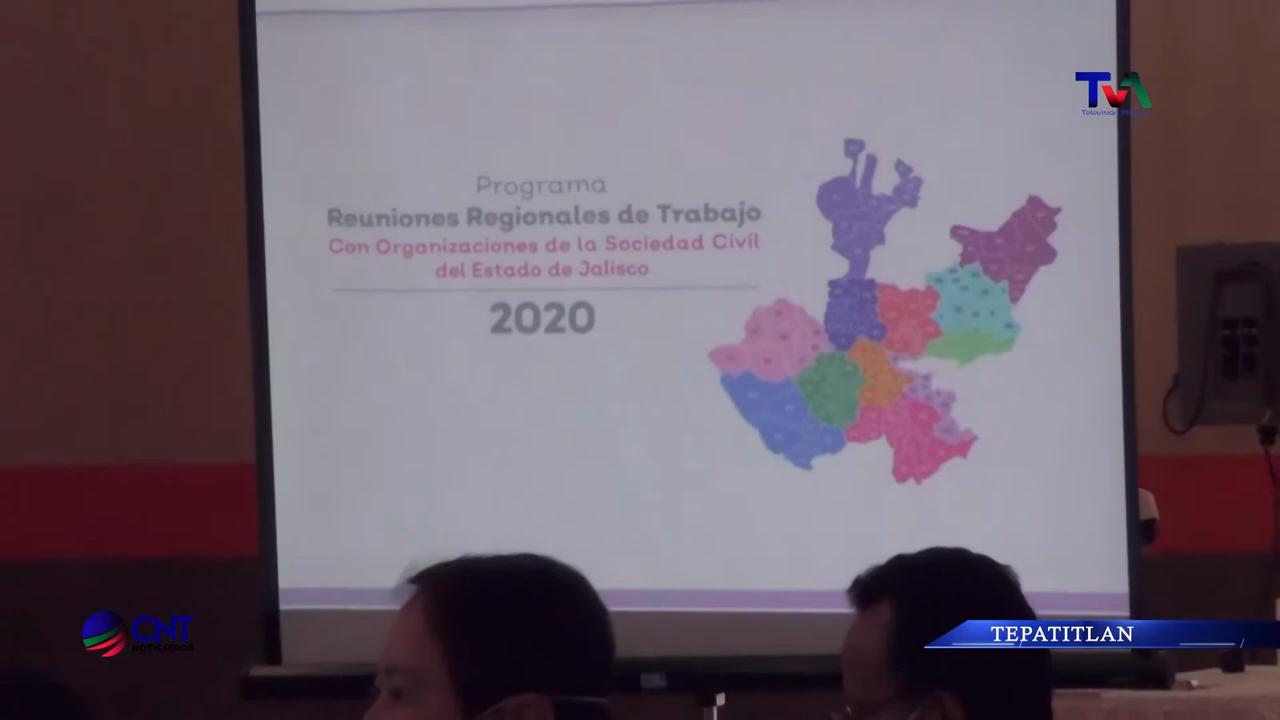 TVA
Programa
Reuniones Regionales de Trabajo
Con Organizaciones de la Sociedad Civil
del Estado de Jalisco
2020
CNT
NOTICIEROS
TEPATITLAN